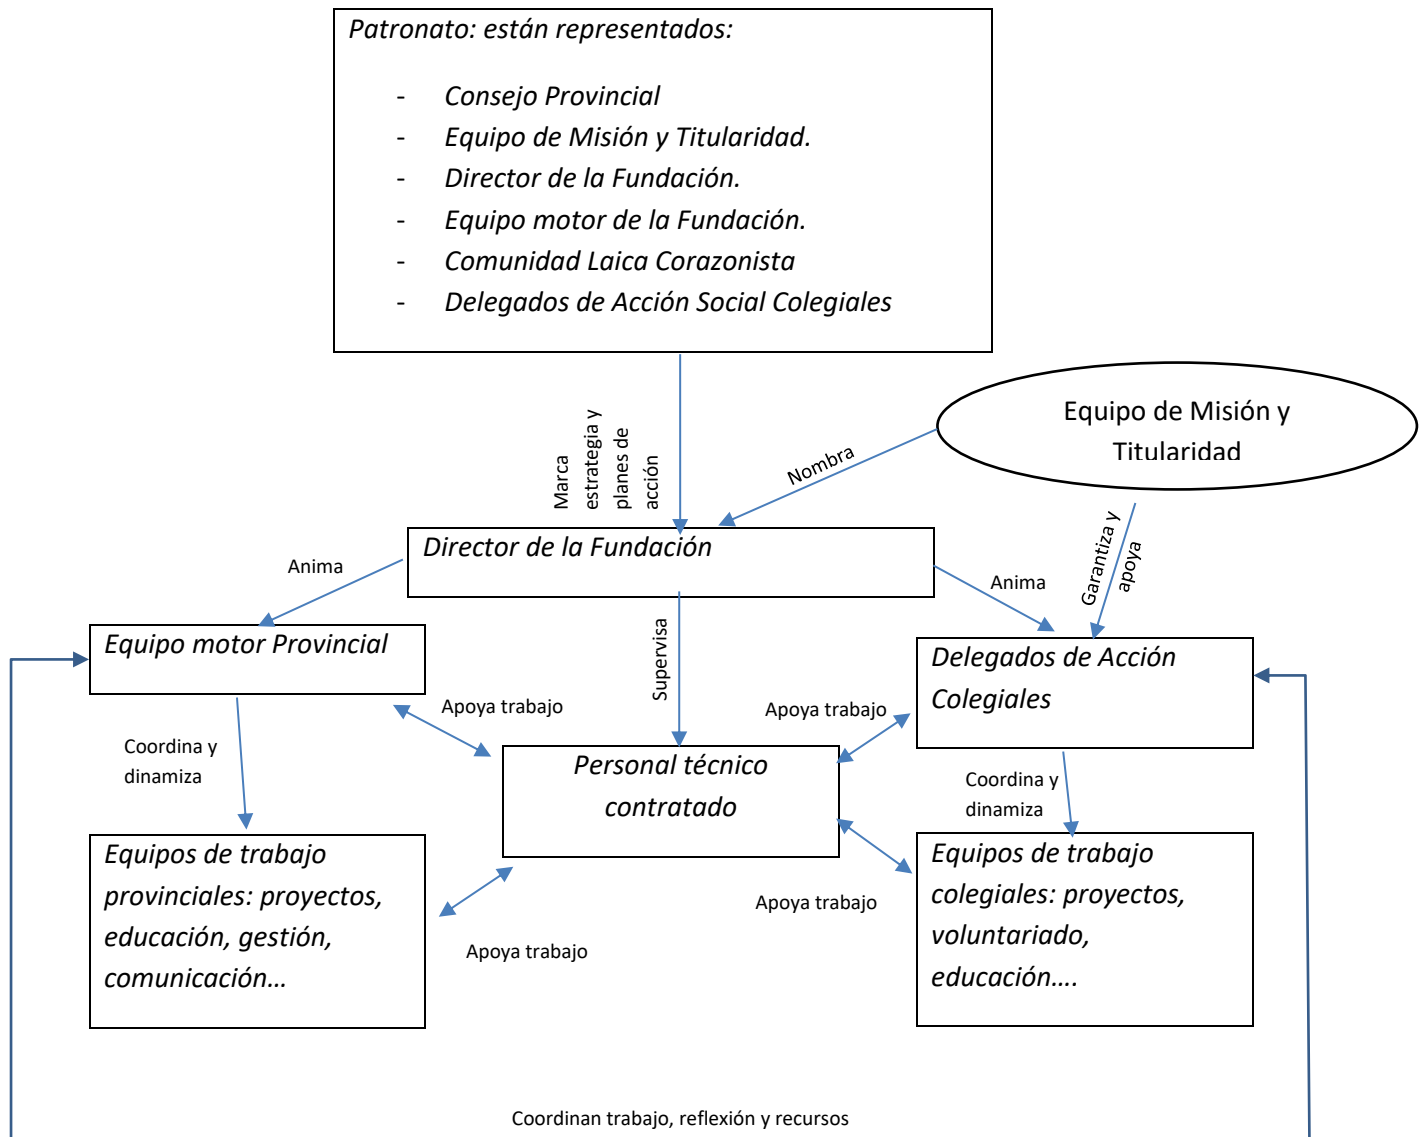 Patronato: están representados:
- Consejo Provincial
- Equipo de Misión y Titularidad.
- Director de la Fundación.
- Equipo motor de la Fundación.
- Comunidad Laica Corazonista
- Delegados de Acción Social Colegiales
Equipo de Misión y
Titularidad
Marca
estrategia y
planes de
acción
Nombra
Garantiza y
apoya
Director de la Fundación
Anima
Anima
Supervisa
Equipo motor Provincial
Delegados de Acción
Colegiales
Apoya trabajo
Apoya trabajo
Coordina y
dinamiza
Personal técnico
contratado
Coordina y
dinamiza
Equipos de trabajo
provinciales: proyectos,
educación, gestión,
comunicación...
Equipos de trabajo
colegiales: proyectos,
voluntariado,
educación....
Apoya trabajo
Apoya trabajo
Coordinan trabajo, reflexión y recursos